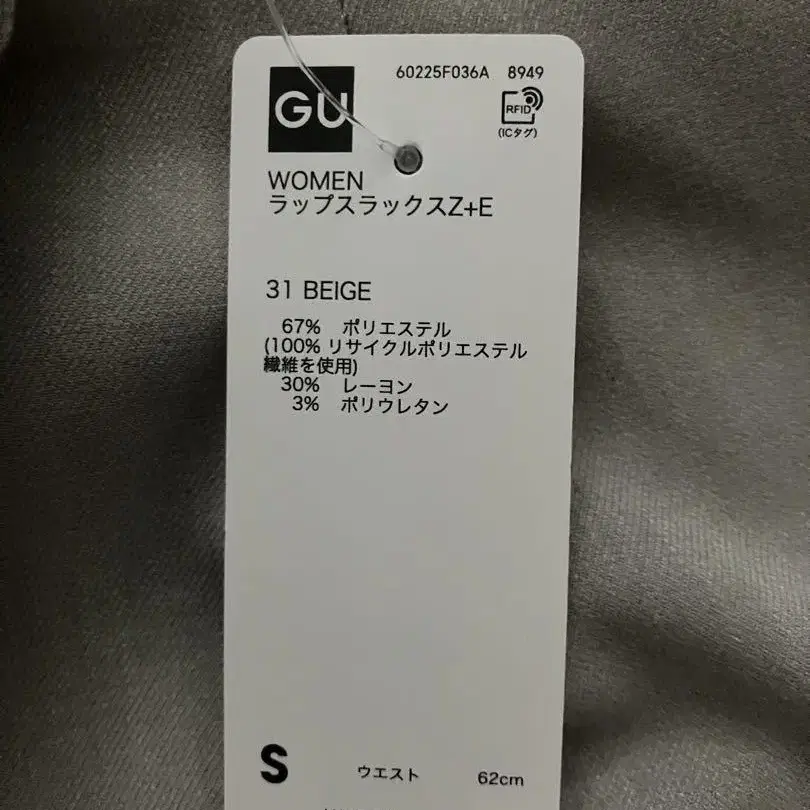 60225F036A 8949
GU
RFID
(ICタグ)
WOMEN
ラップスラックスZ+E
31 BEIGE
67% ポリエステル
(100% リサイクルポリエステル
繊維を使用)
30% レーヨン
3% ポリウレタン
S ウエスト 62cm